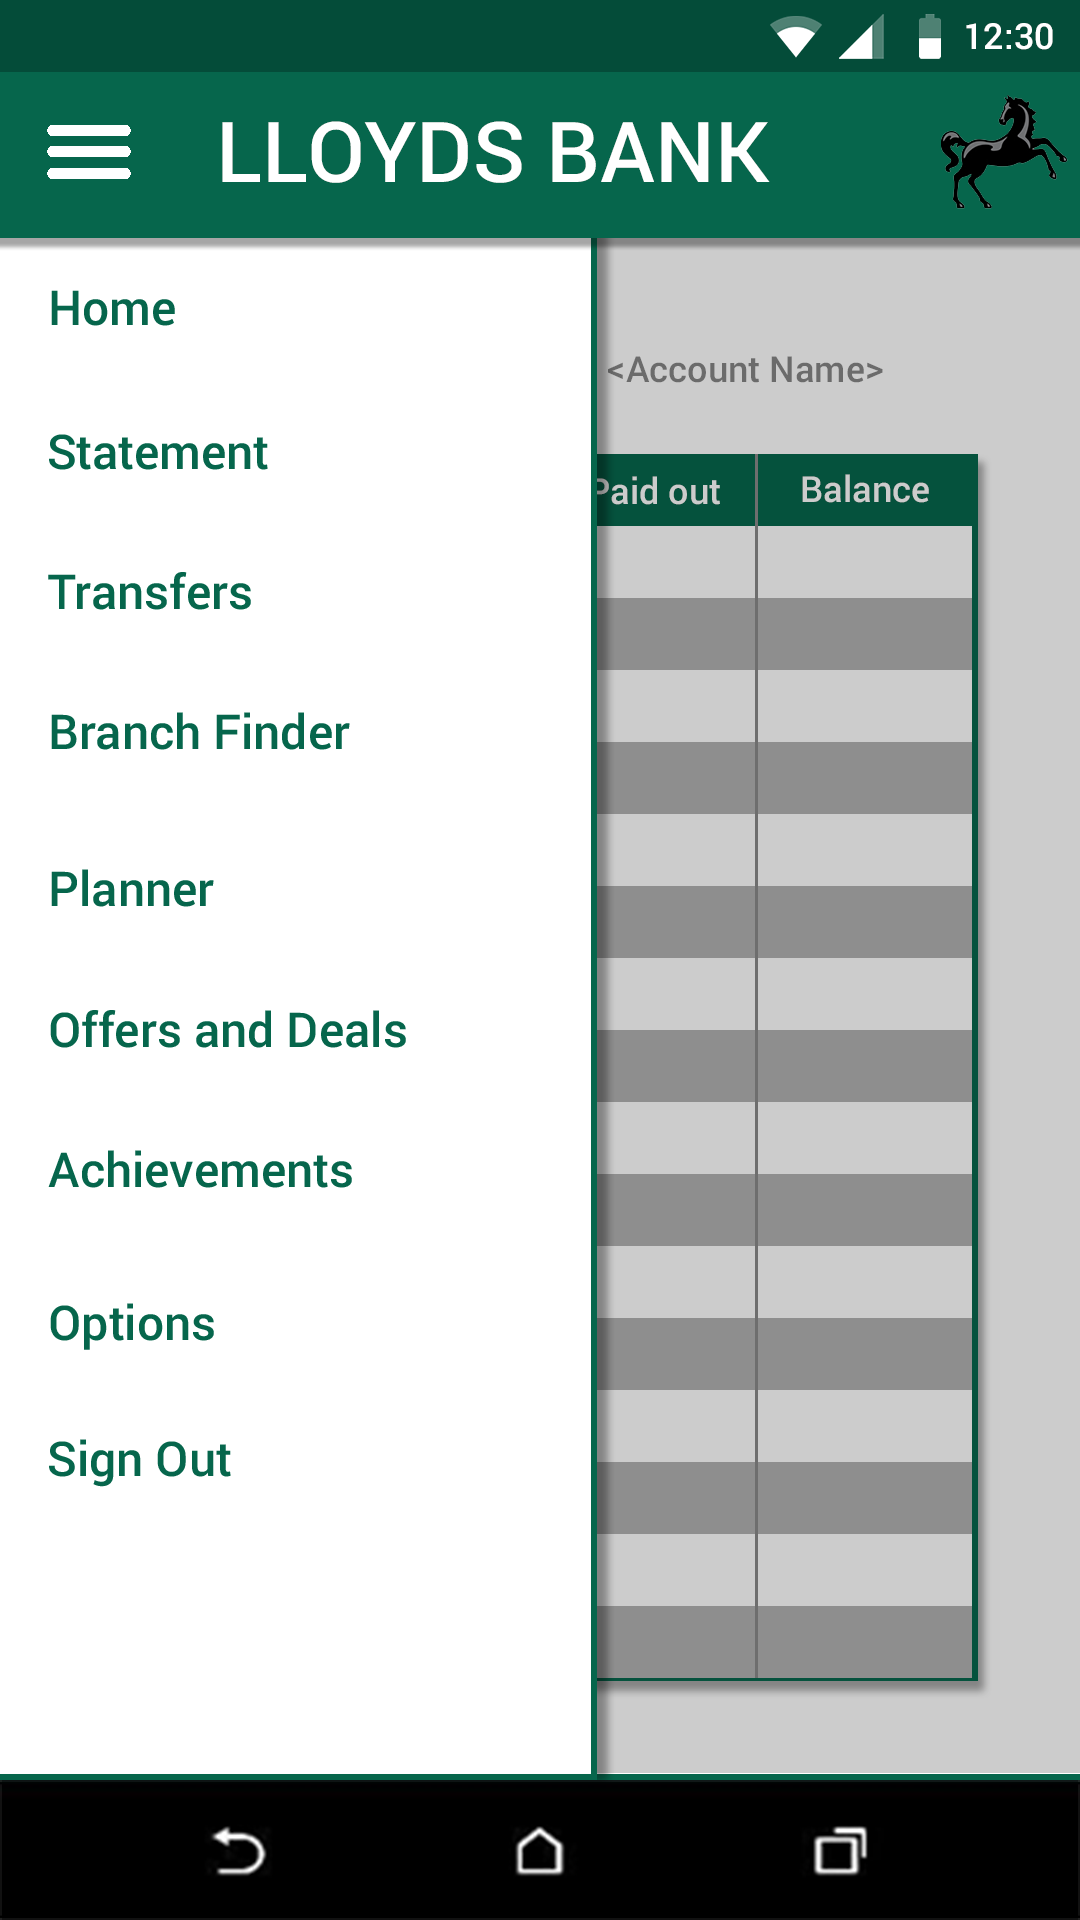 12:30
LLOYDS BANK
Home
<Account Name>
Statement
Paid out Balance
Transfers
Branch Finder
Planner
Offers and Deals
Achievements
Options
Sign Out